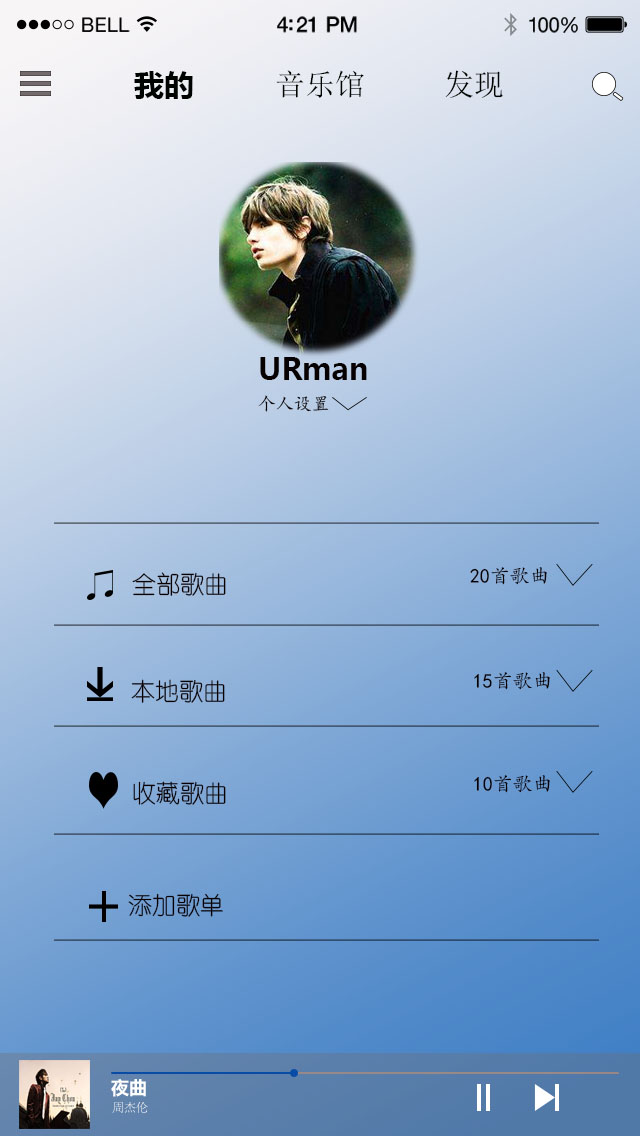 BELL 4:21 PM 100%
我的 音乐馆 发现
URman
个人设置
全部歌曲 20首歌曲
本地歌曲 15首歌曲
收藏歌曲 10首歌曲
添加歌单
夜曲
周杰伦
Jay Chou